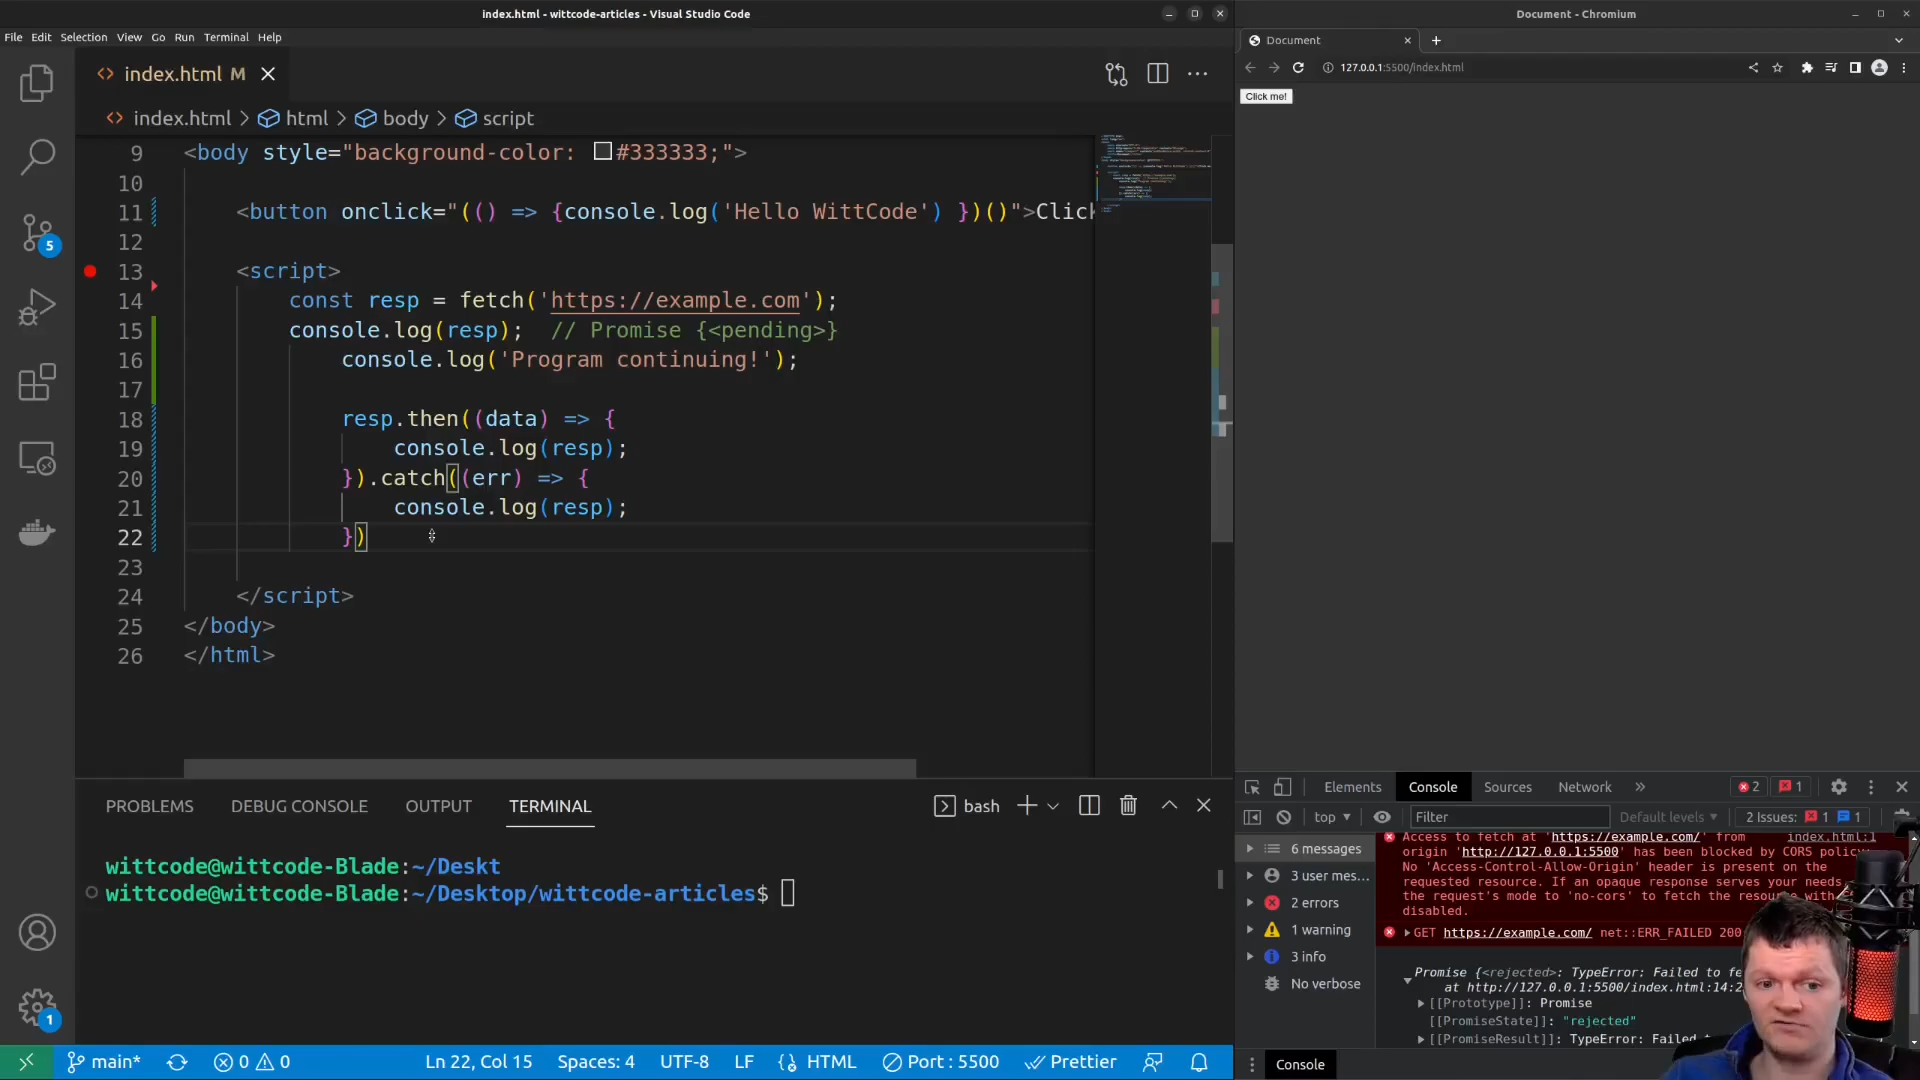 index.html - wittcode-articles - Visual Studio Code
File Edit Selection View Go Run Terminal Help
index.html M
index.html > html > body > script
9 <body style="background-color: #333333;">
10
11 <button onclick="(() => {console.log('Hello WittCode') })()">Click
12
13 <script>
14 const resp = fetch('https://example.com');
15 console.log(resp); // Promise {<pending>}
16 console.log('Program continuing!');
17
18 resp.then((data) => {
19 console.log(resp);
20 }).catch((err) => {
21 console.log(resp);
22 })
23
24 </script>
25 </body>
26 </html>
5
1
PROBLEMS DEBUG CONSOLE OUTPUT TERMINAL bash
wittcode@wittcode-Blade:~/Deskt
wittcode@wittcode-Blade:~/Desktop/wittcode-articles$
main* 0 0 Ln 22, Col 15 Spaces: 4 UTF-8 LF HTML Port : 5500 Prettier
Document - Chromium
Document
127.0.0.1:5500/index.html
Click me!
Elements Console Sources Network » 2 1
top Filter Default levels 2 Issues: 1 1
6 messages
3 user mes...
2 errors
1 warning
3 info
No verbose
Access to fetch at 'https://example.com/' from index.html:1
origin 'http://127.0.0.1:5500' has been blocked by CORS policy:
No 'Access-Control-Allow-Origin' header is present on the
requested resource. If an opaque response serves your needs,
the request's mode to 'no-cors' to fetch the resource with
disabled.
GET https://example.com/ net::ERR_FAILED 200
Promise {<rejected>: TypeError: Failed to fe
at http://127.0.0.1:5500/index.html:14:2
[[Prototype]]: Promise
[[PromiseState]]: "rejected"
[[PromiseResult]]: TypeError: Failed t
Console